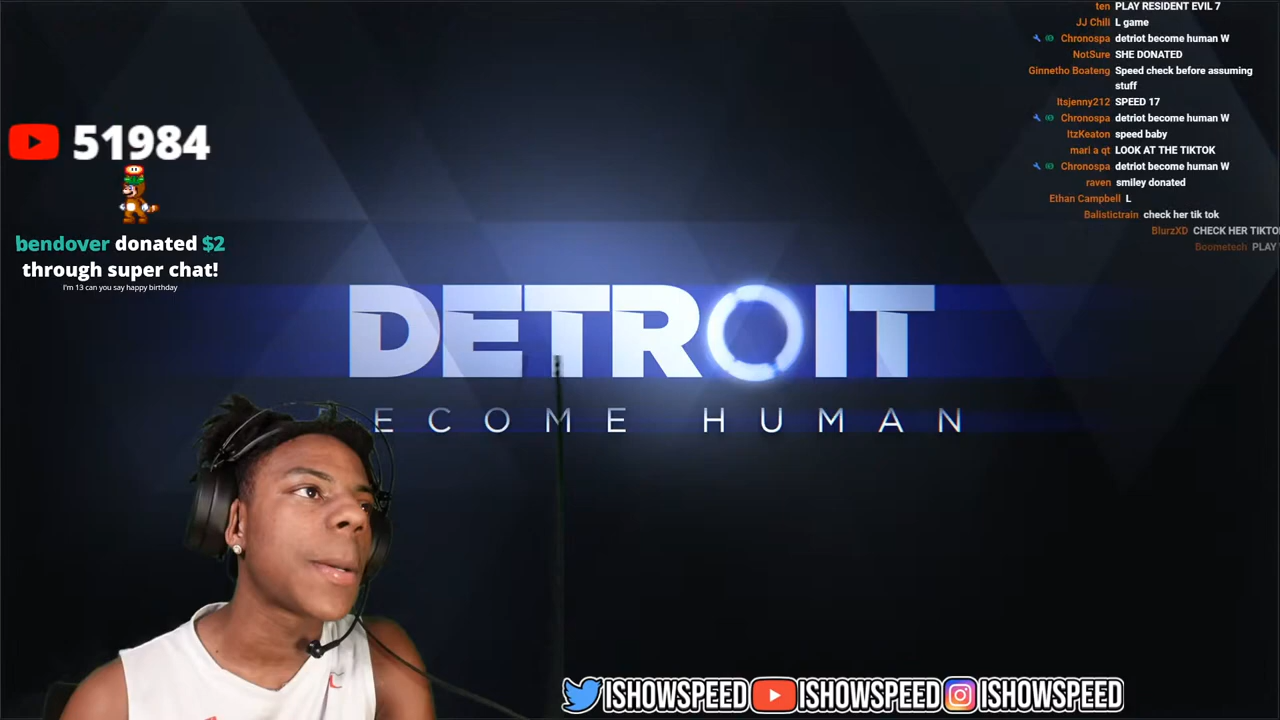 51984
bendover donated $2
through super chat!
I'm 13 can you say happy birthday
ten PLAY RESIDENT EVIL 7
JJ Chili L game
Chronospa detriot become human W
NotSure SHE DONATED
Ginnetho Boateng Speed check before assuming
stuff
Itsjenny212 SPEED 17
Chronospa detriot become human W
ItzKeaton speed baby
mari a qt LOOK AT THE TIKTOK
Chronospa detriot become human W
raven smiley donated
Ethan Campbell L
Balistictrain check her tik tok
BlurzXD CHECK HER TIKTO
Boometech PLAY
DETROIT
ECOME HUMAN
ISHOWSPEED ISHOWSPEED ISHOWSPEED